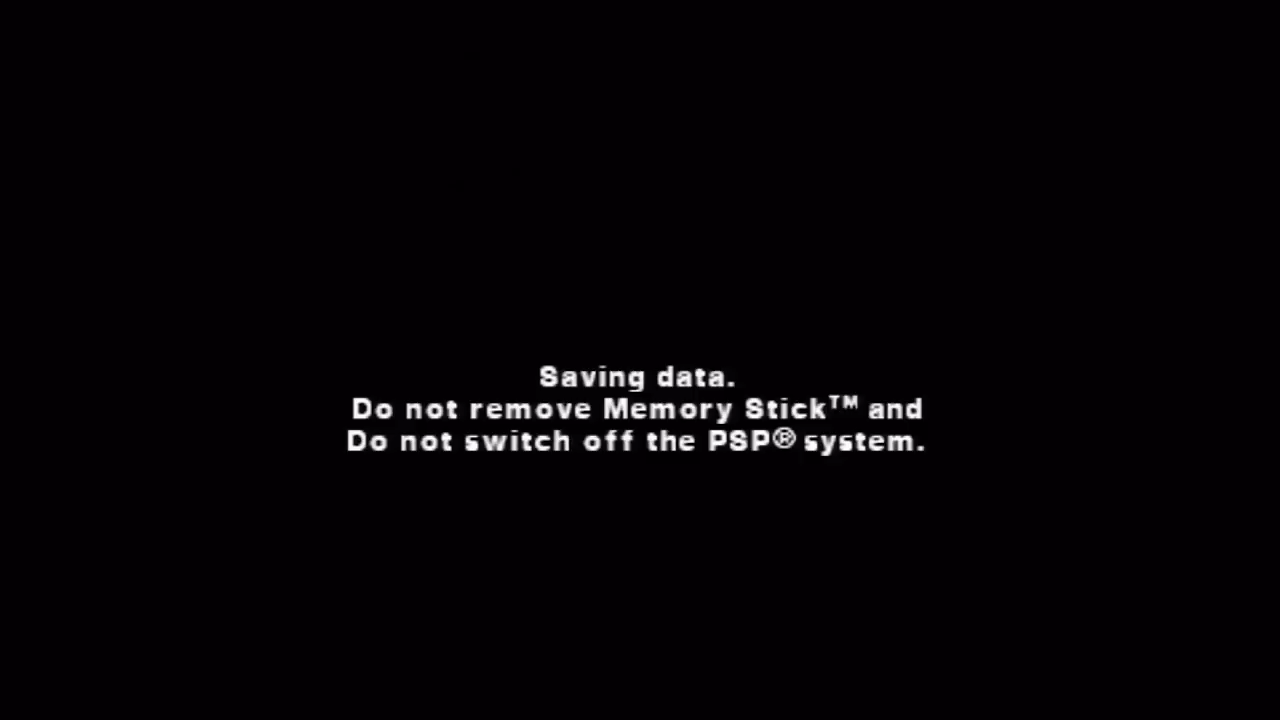 Saving data.
Do not remove Memory Stick™ and
Do not switch off the PSP® system.